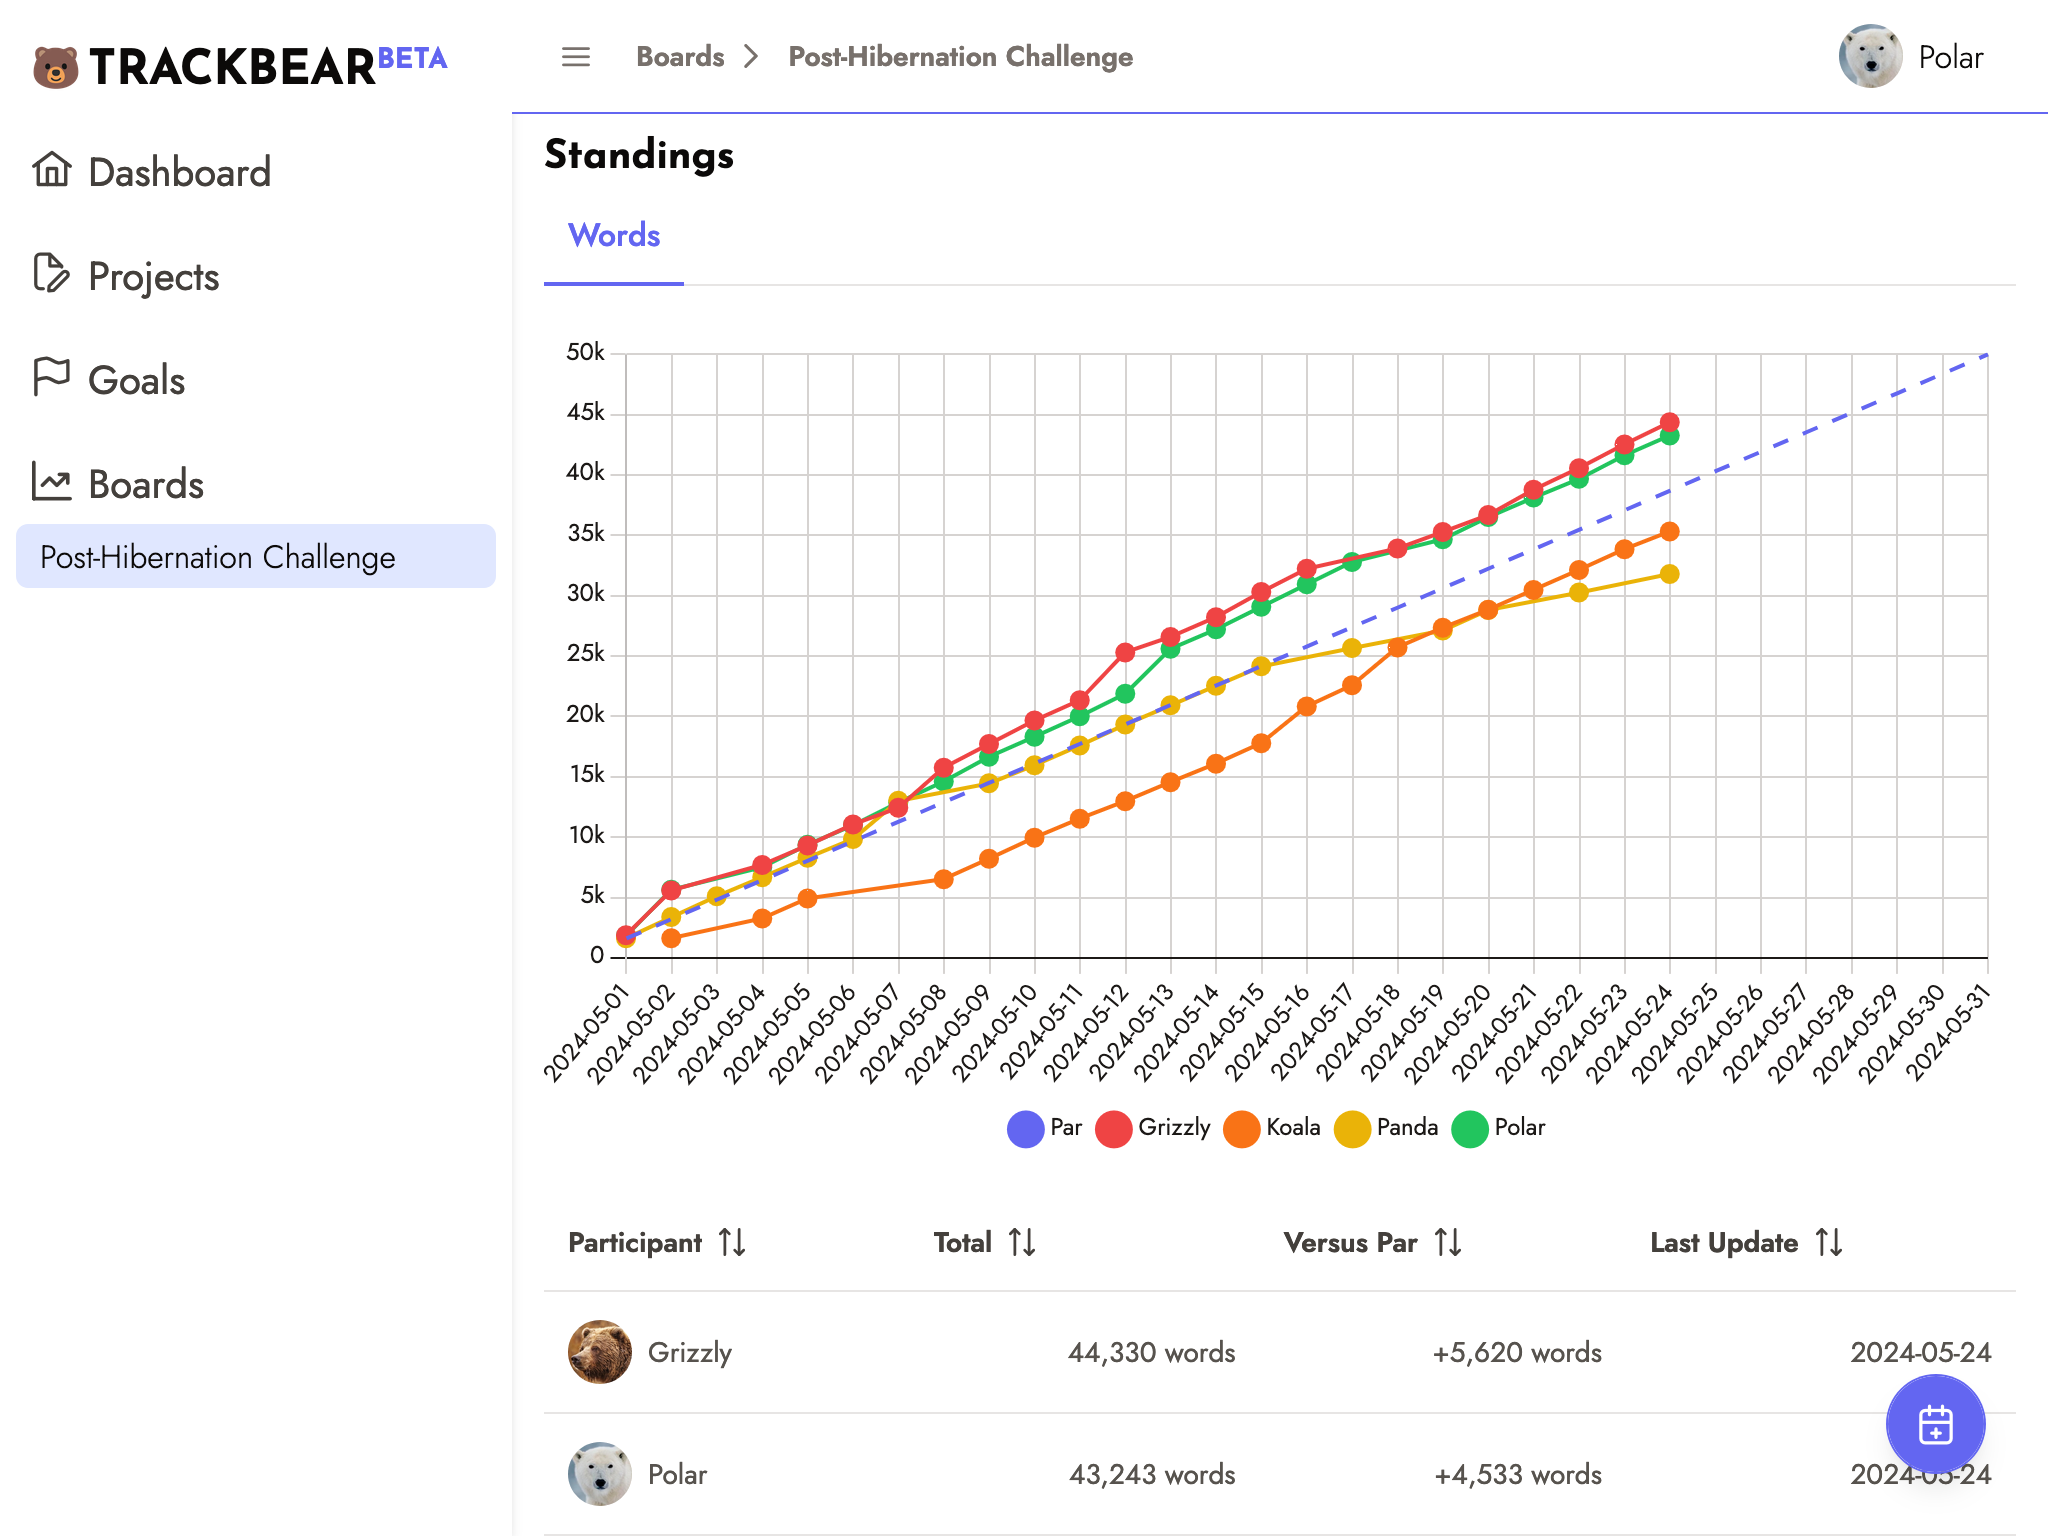 TRACKBEAR BETA
Dashboard
Projects
Goals
Boards
Post-Hibernation Challenge
Boards Post-Hibernation Challenge
Polar
Standings
Words
50k
45k
40k
35k
30k
25k
20k
15k
10k
5k
0
2024-05-01
2024-05-02
2024-05-03
2024-05-04
2024-05-05
2024-05-06
2024-05-07
2024-05-08
2024-05-09
2024-05-10
2024-05-11
2024-05-12
2024-05-13
2024-05-14
2024-05-15
2024-05-16
2024-05-17
2024-05-18
2024-05-19
2024-05-20
2024-05-21
2024-05-22
2024-05-23
2024-05-24
2024-05-25
2024-05-26
2024-05-27
2024-05-28
2024-05-29
2024-05-30
2024-05-31
Par Grizzly Koala Panda Polar
Participant Total Versus Par Last Update
Grizzly 44,330 words +5,620 words 2024-05-24
Polar 43,243 words +4,533 words 2024-05-24